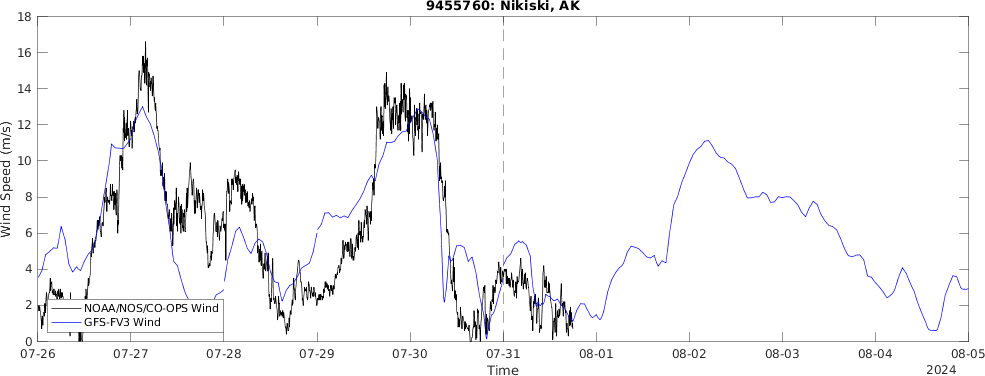 9455760: Nikiski, AK
Wind Speed (m/s)
18
16
14
12
10
8
6
4
2
0
NOAA/NOS/CO-OPS Wind
GFS-FV3 Wind
07-26 07-27 07-28 07-29 07-30 07-31 08-01 08-02 08-03 08-04 08-05
Time
2024